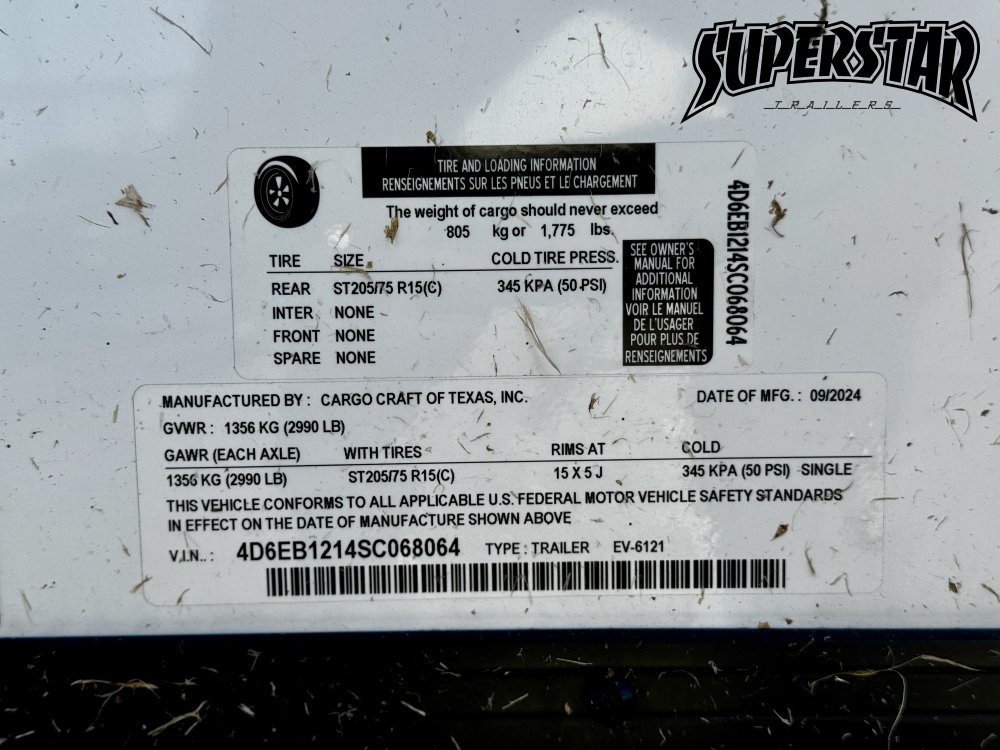 SUPERSTAR
TRAILERS
TIRE AND LOADING INFORMATION
RENSEIGNEMENTS SUR LES PNEUS ET LE CHARGEMENT
The weight of cargo should never exceed
805 kg or 1,775 lbs.
TIRE SIZE COLD TIRE PRESS.
REAR ST205/75 R15(C) 345 KPA (50 PSI)
INTER NONE
FRONT NONE
SPARE NONE
SEE OWNER'S
MANUAL FOR
ADDITIONAL
INFORMATION
VOIR LE MANUEL
DE L'USAGER
POUR PLUS DE
RENSEIGNEMENTS
4D6EB1214SC068064
MANUFACTURED BY : CARGO CRAFT OF TEXAS, INC. DATE OF MFG. : 09/2024
GVWR : 1356 KG (2990 LB)
GAWR (EACH AXLE) WITH TIRES RIMS AT COLD
1356 KG (2990 LB) ST205/75 R15(C) 15 X 5 J 345 KPA (50 PSI) SINGLE
THIS VEHICLE CONFORMS TO ALL APPLICABLE U.S. FEDERAL MOTOR VEHICLE SAFETY STANDARDS
IN EFFECT ON THE DATE OF MANUFACTURE SHOWN ABOVE
V.I.N.. : 4D6EB1214SC068064 TYPE : TRAILER EV-6121